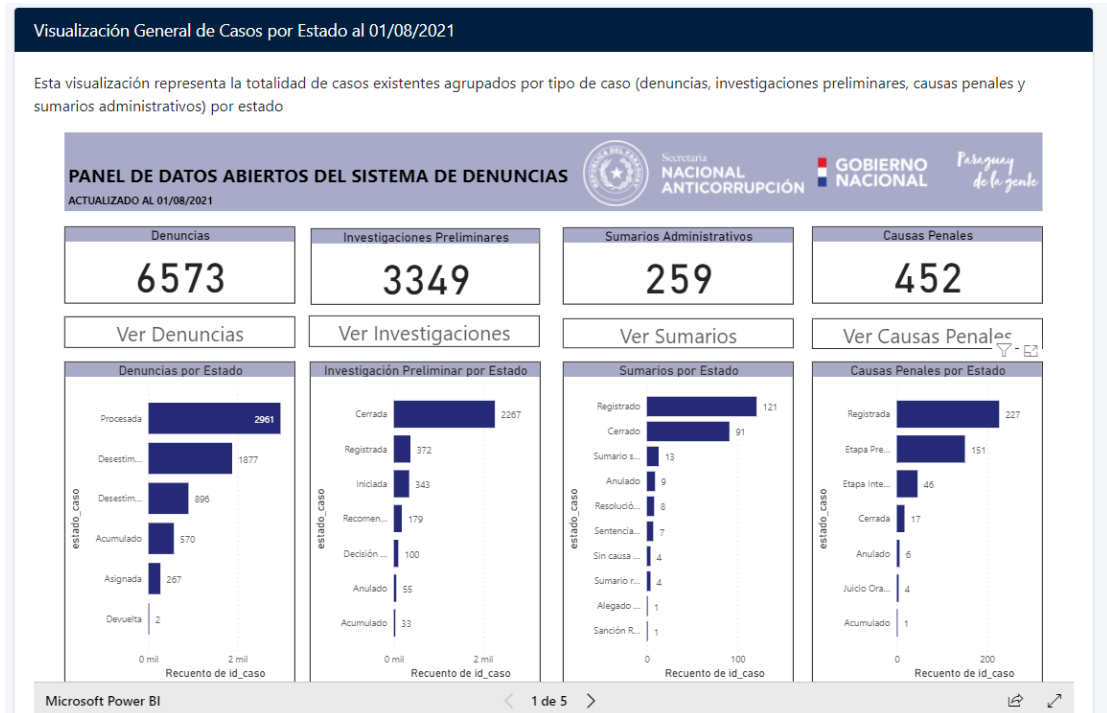 Visualización General de Casos por Estado al 01/08/2021
Esta visualización representa la totalidad de casos existentes agrupados por tipo de caso (denuncias, investigaciones preliminares, causas penales y
sumarios administrativos) por estado
PANEL DE DATOS ABIERTOS DEL SISTEMA DE DENUNCIAS
ACTUALIZADO AL 01/08/2021
REPUBLICA DEL PARAGUAY
Secretaría
NACIONAL
ANTICORRUPCIÓN
GOBIERNO
NACIONAL
Paraguay
de la gente
Denuncias
6573
Investigaciones Preliminares
3349
Sumarios Administrativos
259
Causas Penales
452
Ver Denuncias
Ver Investigaciones
Ver Sumarios
Ver Causas Penales
Denuncias por Estado
estado_caso
Procesada 2961
Desestim... 1877
Desestim... 896
Acumulado 570
Asignada 267
Devuelta 2
0 mil 2 mil
Recuento de id_caso
Investigación Preliminar por Estado
estado_caso
Cerrada 2267
Registrada 372
Iniciada 343
Recomen... 179
Decisión ... 100
Anulado 55
Acumulado 33
0 mil 2 mil
Recuento de id_caso
Sumarios por Estado
estado_caso
Registrado 121
Cerrado 91
Sumario s... 13
Anulado 9
Resolució... 8
Sentencia... 7
Sin causa ... 4
Sumario r... 4
Alegado ... 1
Sanción R... 1
0 100
Recuento de id_caso
Causas Penales por Estado
estado_caso
Registrada 227
Etapa Pre... 151
Etapa Inte... 46
Cerrada 17
Anulado 6
Juicio Ora... 4
Acumulado 1
0 200
Recuento de id_caso
Microsoft Power BI
1 de 5